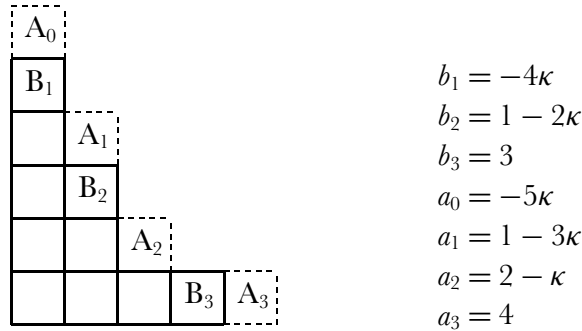 A₀
B₁
A₁
B₂
A₂
B₃ A₃
b₁ = −4κ
b₂ = 1 − 2κ
b₃ = 3
a₀ = −5κ
a₁ = 1 − 3κ
a₂ = 2 − κ
a₃ = 4